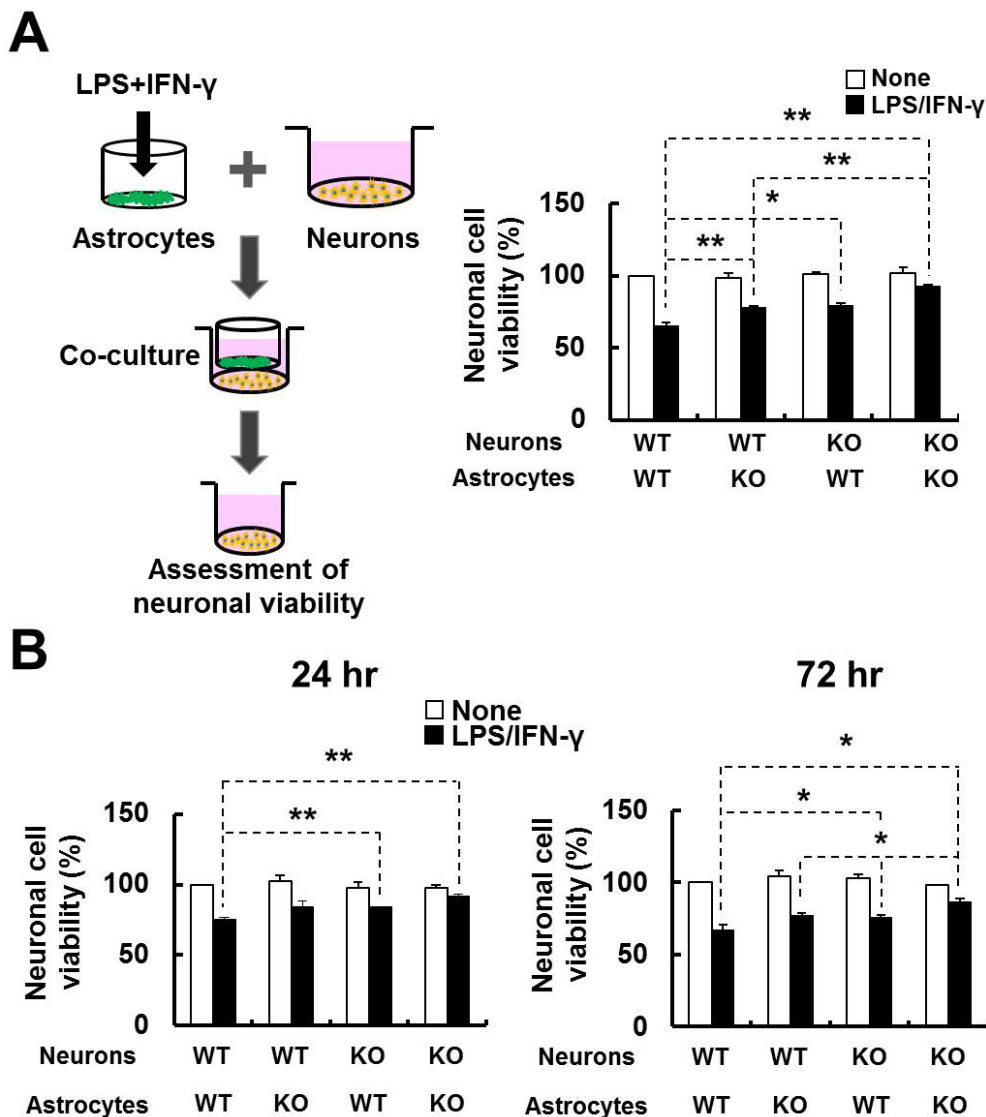 A
LPS+IFN-γ
Astrocytes
Neurons
Co-culture
Assessment of
neuronal viability
None
LPS/IFN-γ
**
**
*
**
Neuronal cell
viability (%)
150
100
50
0
Neurons WT WT KO KO
Astrocytes WT KO WT KO
B
24 hr
72 hr
None
LPS/IFN-γ
**
**
Neuronal cell
viability (%)
150
100
50
0
Neurons WT WT KO KO
Astrocytes WT KO WT KO
*
*
*
Neuronal cell
viability (%)
150
100
50
0
Neurons WT WT KO KO
Astrocytes WT KO WT KO